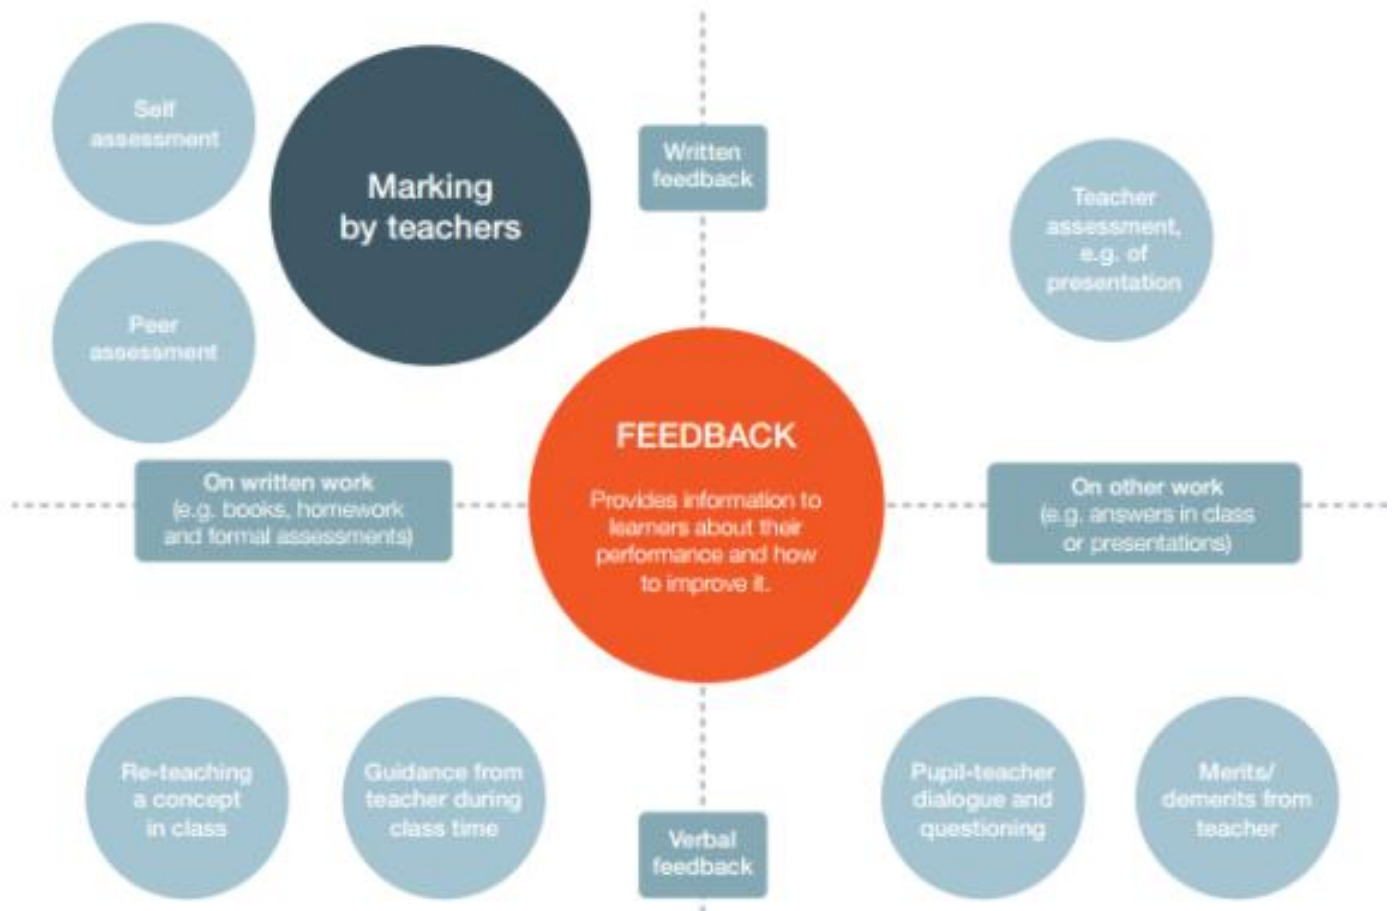 Self
assessment
Marking
by teachers
Written
feedback
Teacher
assessment,
e.g. of
presentation
Peer
assessment
FEEDBACK
Provides information to
learners about their
performance and how
to improve it.
On written work
(e.g. books, homework
and formal assessments)
On other work
(e.g. answers in class
or presentations)
Re-teaching
a concept
in class
Guidance from
teacher during
class time
Verbal
feedback
Pupil-teacher
dialogue and
questioning
Merits/
demerits from
teacher